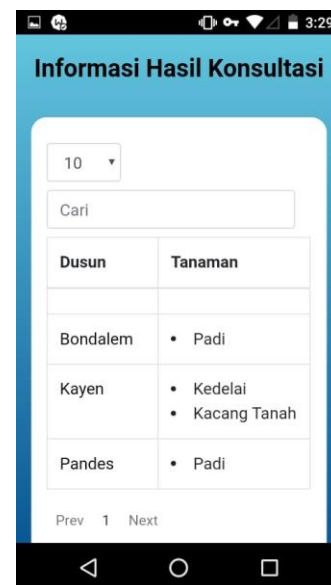 3:29
Informasi Hasil Konsultasi
10
Cari
Dusun Tanaman
Bondalem • Padi
Kayen • Kedelai
• Kacang Tanah
Pandes • Padi
Prev 1 Next